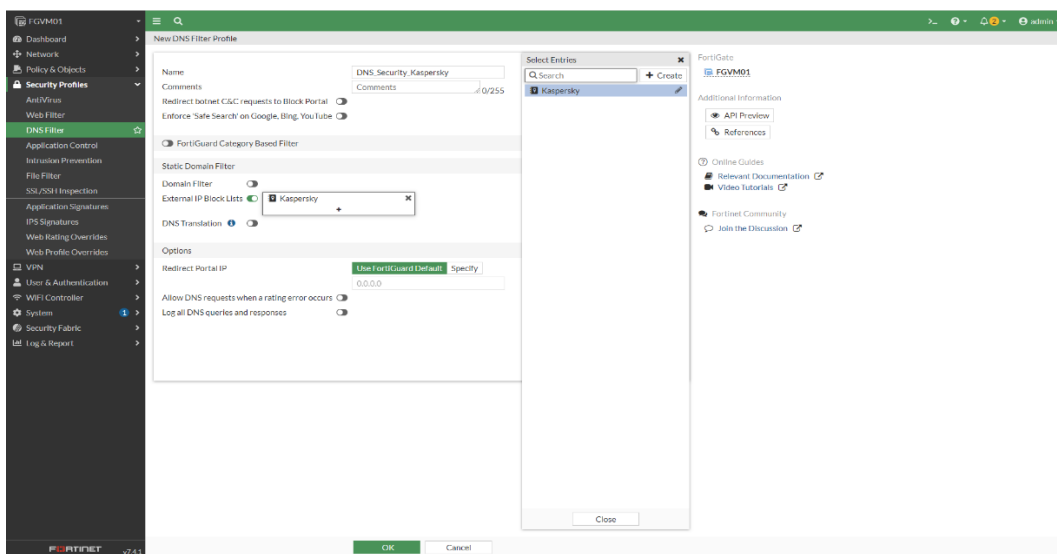 FGVM01
admin
Dashboard
Network
Policy & Objects
Security Profiles
AntiVirus
Web Filter
DNS Filter
Application Control
Intrusion Prevention
File Filter
SSL/SSH Inspection
Application Signatures
IPS Signatures
Web Rating Overrides
Web Profile Overrides
VPN
User & Authentication
WiFi Controller
System 1
Security Fabric
Log & Report
FORTINET v7.4.1
New DNS Filter Profile
Name DNS_Security_Kaspersky
Comments Comments 0/255
Redirect botnet C&C requests to Block Portal
Enforce 'Safe Search' on Google, Bing, YouTube
FortiGuard Category Based Filter
Static Domain Filter
Domain Filter
External IP Block Lists Kaspersky
+
DNS Translation
Options
Redirect Portal IP Use FortiGuard Default Specify
0.0.0.0
Allow DNS requests when a rating error occurs
Log all DNS queries and responses
OK Cancel
Select Entries
Search + Create
Kaspersky
Close
FortiGate
FGVM01
Additional Information
API Preview
References
Online Guides
Relevant Documentation
Video Tutorials
Fortinet Community
Join the Discussion
2